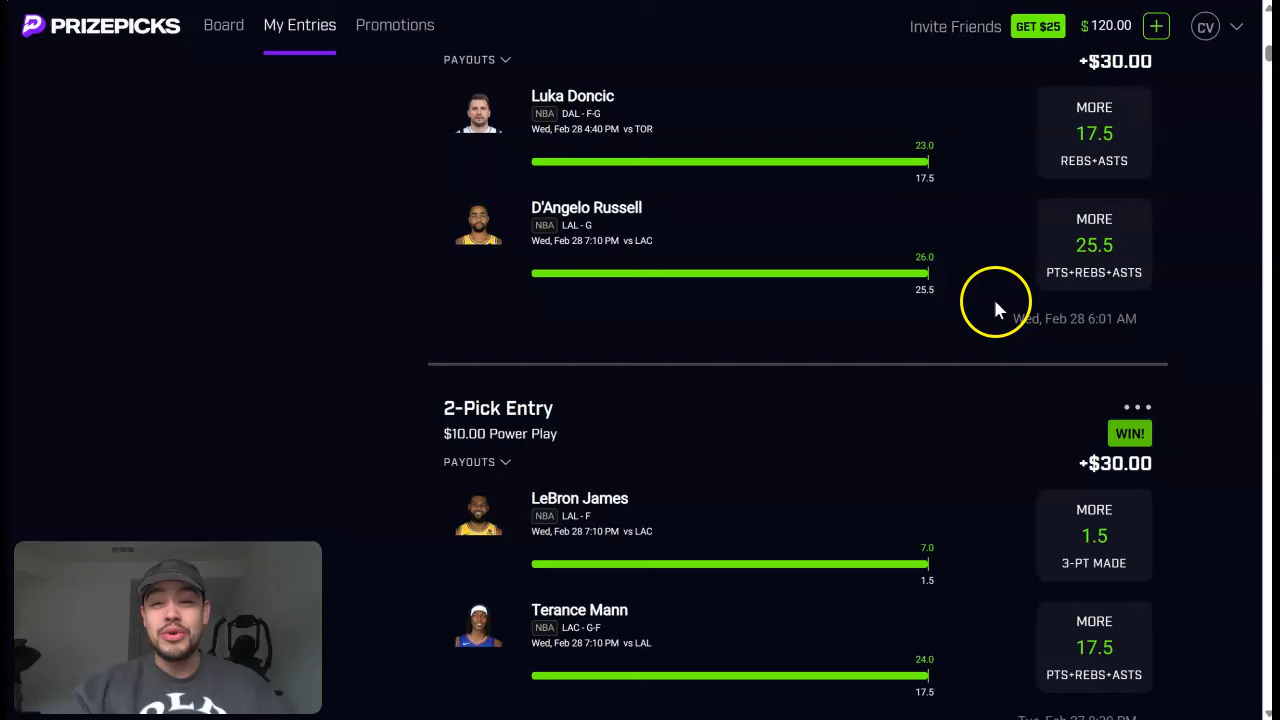 PRIZEPICKS Board My Entries Promotions Invite Friends GET $25 $ 120.00 + CV
PAYOUTS +$30.00
Luka Doncic
NBA DAL - F-G
Wed, Feb 28 4:40 PM vs TOR
23.0
17.5
MORE
17.5
REBS+ASTS
D'Angelo Russell
NBA LAL - G
Wed, Feb 28 7:10 PM vs LAC
26.0
25.5
MORE
25.5
PTS+REBS+ASTS
Wed, Feb 28 6:01 AM
2-Pick Entry
$10.00 Power Play
WIN!
PAYOUTS +$30.00
LeBron James
NBA LAL - F
Wed, Feb 28 7:10 PM vs LAC
7.0
1.5
MORE
1.5
3-PT MADE
Terance Mann
NBA LAC - G-F
Wed, Feb 28 7:10 PM vs LAL
24.0
17.5
MORE
17.5
PTS+REBS+ASTS